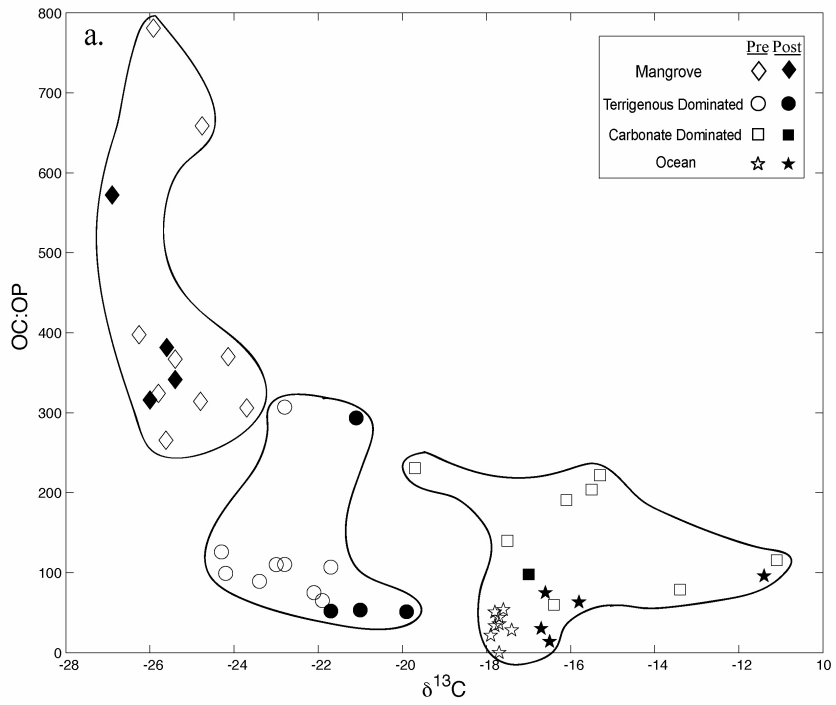 a.
800
700
600
500
400
300
200
100
0
OC:OP
Pre Post
Mangrove
Terrigenous Dominated
Carbonate Dominated
Ocean
-28 -26 -24 -22 -20 -18 -16 -14 -12 10
δ13C